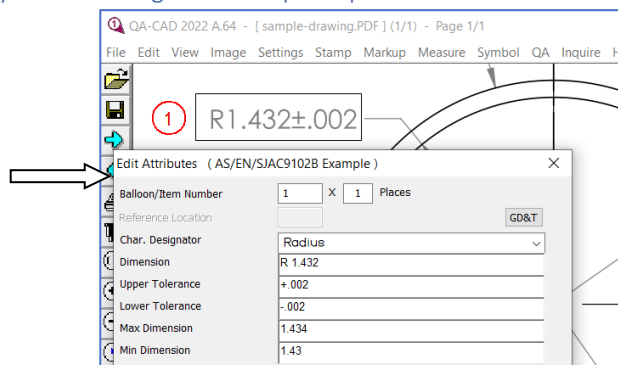 QA-CAD 2022 A.64 - [ sample-drawing.PDF ] (1/1) - Page 1/1
File Edit View Image Settings Stamp Markup Measure Symbol QA Inquire
1 R1.432±.002
Edit Attributes ( AS/EN/SJAC9102B Example )
Balloon/Item Number 1 X 1 Places
Reference Location GD&T
Char. Designator Radius
Dimension R 1.432
Upper Tolerance +.002
Lower Tolerance -.002
Max Dimension 1.434
Min Dimension 1.43